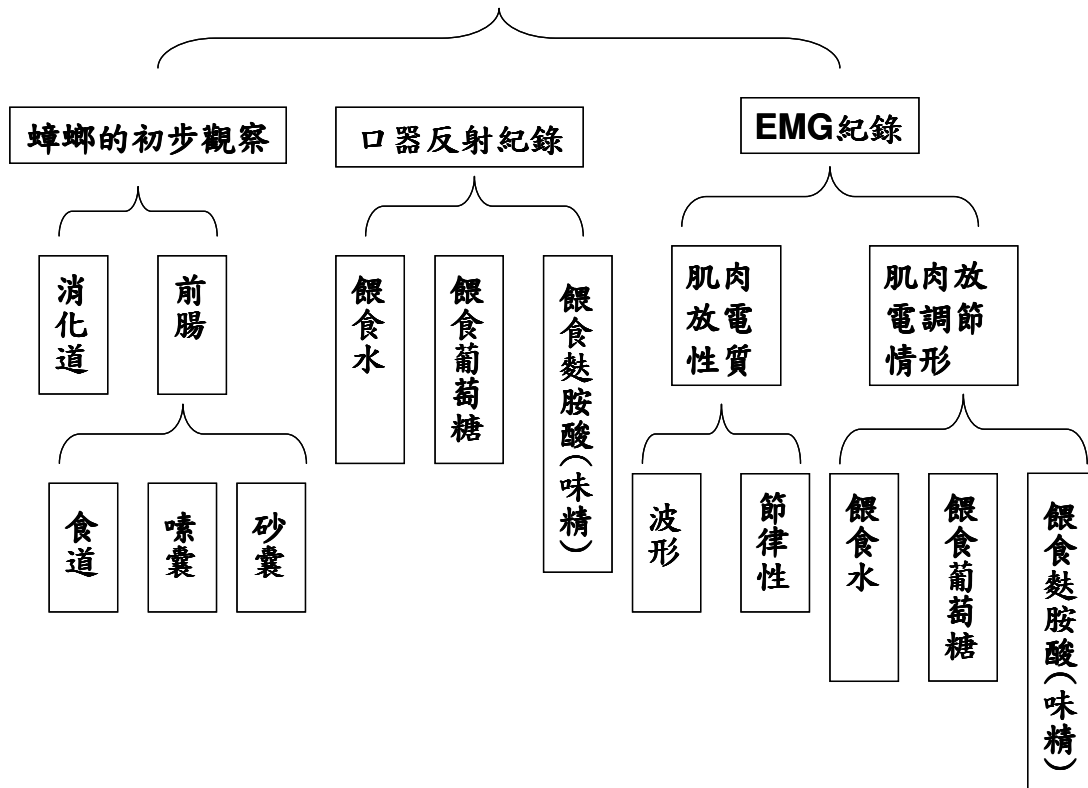 蟑螂的初步觀察
口器反射紀錄
EMG紀錄
消化道
前腸
餵食水
餵食葡萄糖
餵食麩胺酸(味精)
肌肉
放電
性質
肌肉放
電調節
情形
食道
嗉囊
砂囊
波形
節律性
餵食水
餵食葡萄糖
餵食麩胺酸(味精)